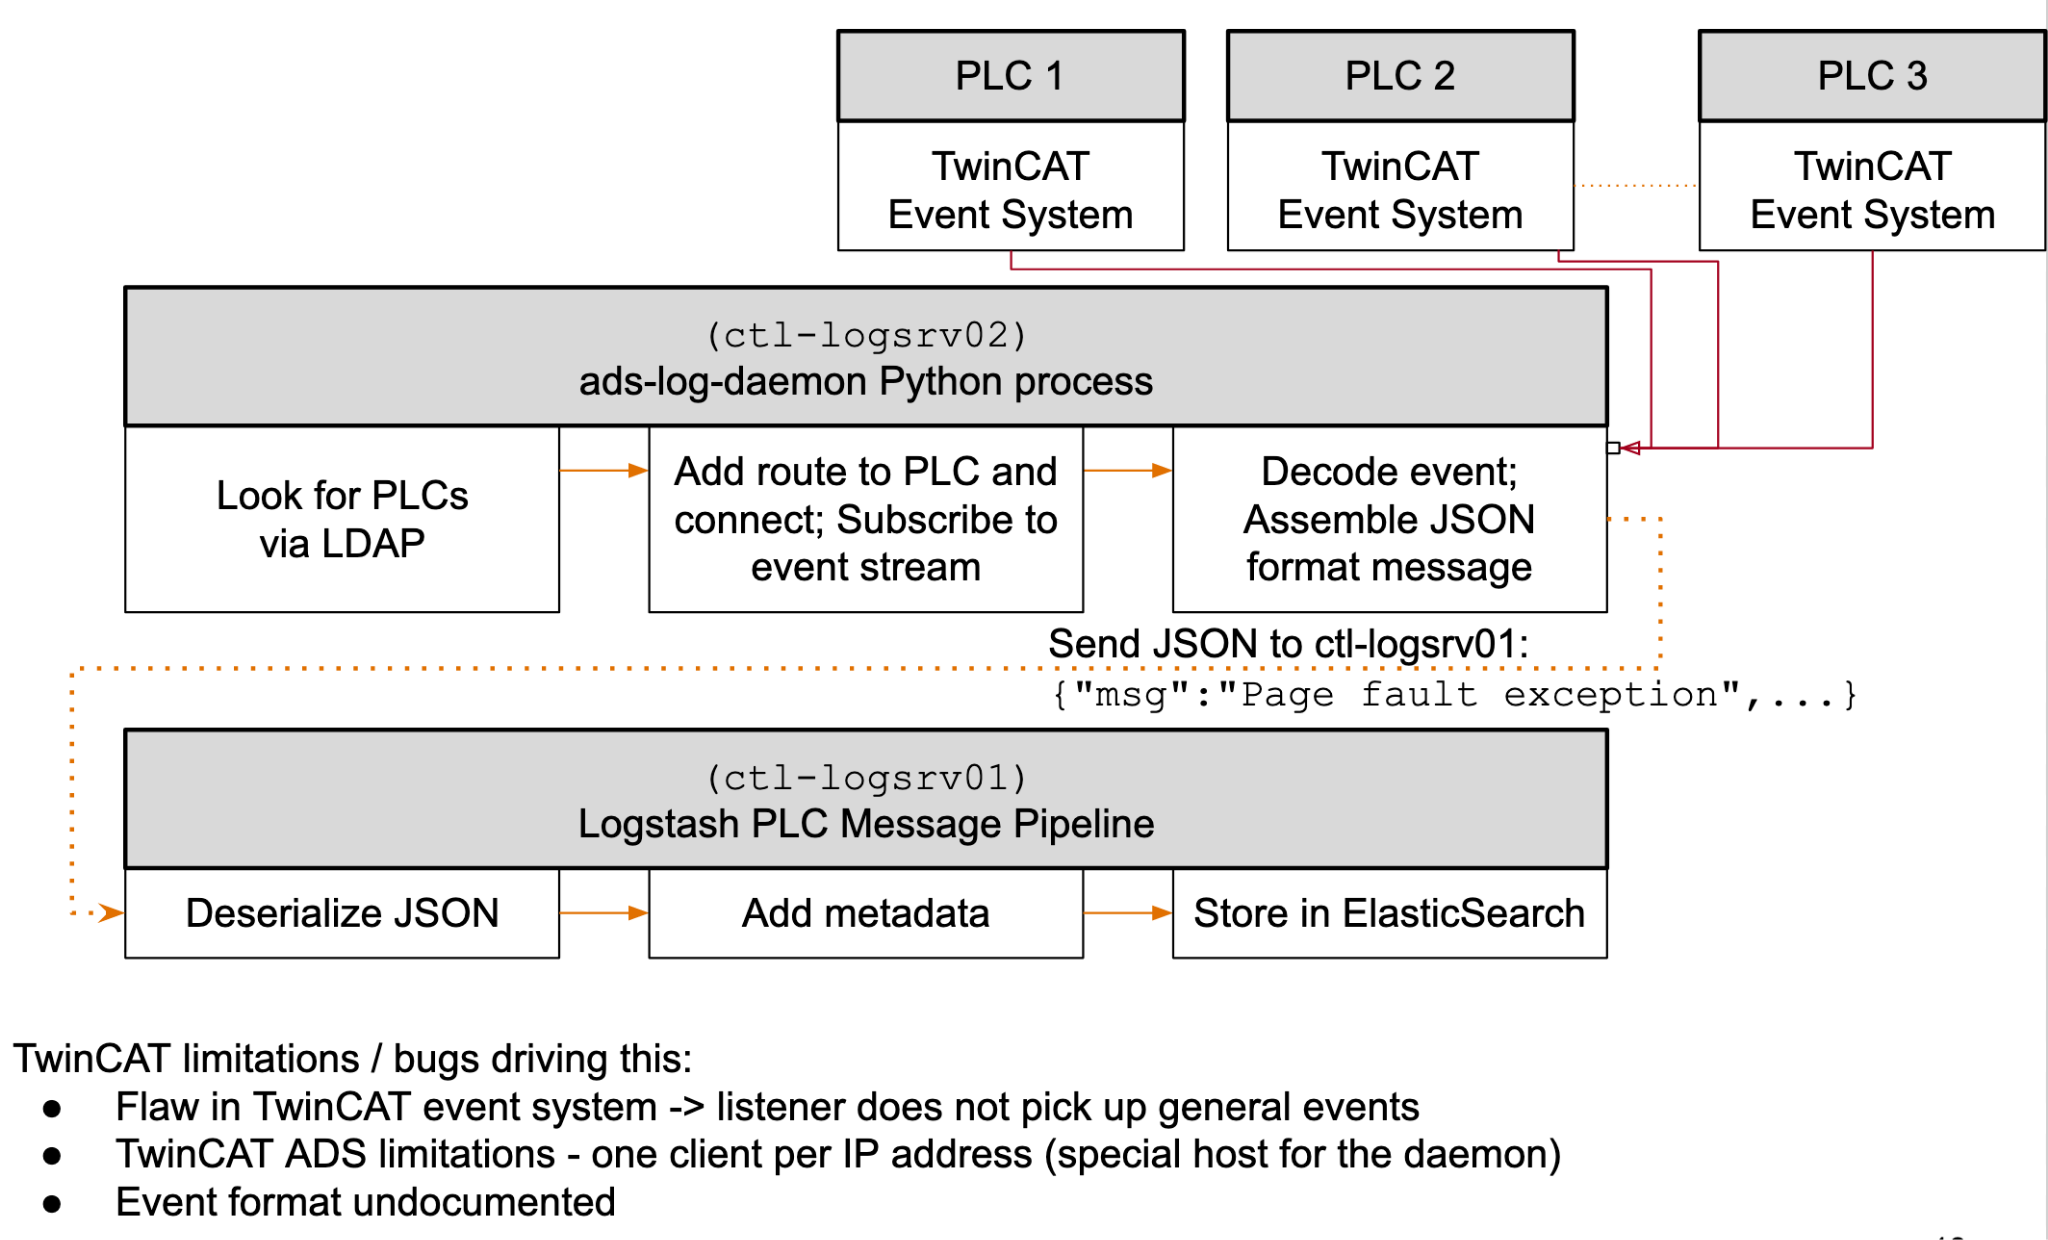 PLC 1
PLC 2
PLC 3
TwinCAT
Event System
TwinCAT
Event System
TwinCAT
Event System
(ctl-logsrv02)
ads-log-daemon Python process
Look for PLCs
via LDAP
Add route to PLC and
connect; Subscribe to
event stream
Decode event;
Assemble JSON
format message
Send JSON to ctl-logsrv01:
{"msg":"Page fault exception",...}
(ctl-logsrv01)
Logstash PLC Message Pipeline
Deserialize JSON
Add metadata
Store in ElasticSearch
TwinCAT limitations / bugs driving this:
● Flaw in TwinCAT event system -> listener does not pick up general events
● TwinCAT ADS limitations - one client per IP address (special host for the daemon)
● Event format undocumented